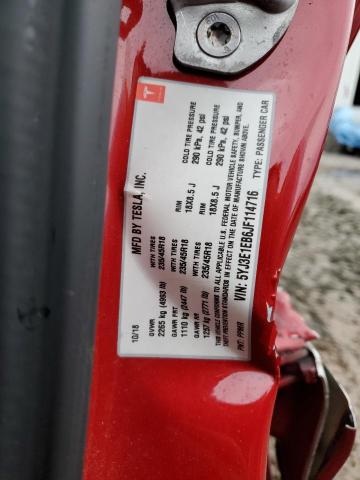 MFD BY TESLA, INC.
10/18
GVWR
2265 kg (4993 lb)
GAWR FRT
1110 kg (2447 lb)
WITH TIRES
235/45R18
RIM
18X8.5 J
COLD TIRE PRESSURE
290 kPa, 42 psi
GAWR RR
1257 kg (2771 lb)
WITH TIRES
235/45R18
RIM
18X8.5 J
COLD TIRE PRESSURE
290 kPa, 42 psi
THIS VEHICLE CONFORMS TO ALL APPLICABLE U.S. FEDERAL MOTOR VEHICLE SAFETY, BUMPER, AND
THEFT PREVENTION STANDARDS IN EFFECT ON THE DATE OF MANUFACTURE SHOWN ABOVE.
VIN: 5YJ3E1EB6JF114716
TYPE: PASSENGER CAR
PKT: PPMR